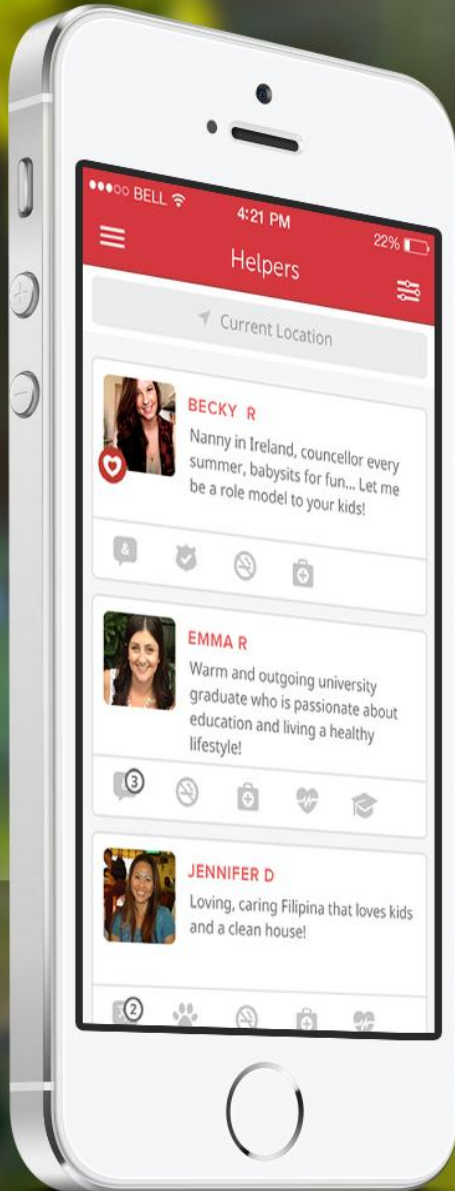 BELL
4:21 PM
22%
Helpers
Current Location
BECKY R
Nanny in Ireland, councellor every
summer, babysits for fun... Let me
be a role model to your kids!
&
EMMA R
Warm and outgoing university
graduate who is passionate about
education and living a healthy
lifestyle!
3
JENNIFER D
Loving, caring Filipina that loves kids
and a clean house!
2